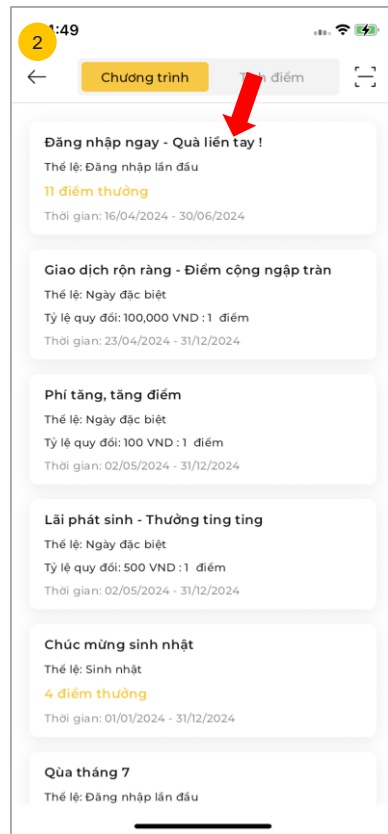 2
:49
Chương trình
điểm
Đăng nhập ngay - Quà liền tay !
Thể lệ: Đăng nhập lần đầu
11 điểm thưởng
Thời gian: 16/04/2024 - 30/06/2024
Giao dịch rộn ràng - Điểm cộng ngập tràn
Thể lệ: Ngày đặc biệt
Tỷ lệ quy đổi: 100,000 VND : 1 điểm
Thời gian: 23/04/2024 - 31/12/2024
Phí tăng, tăng điểm
Thể lệ: Ngày đặc biệt
Tỷ lệ quy đổi: 100 VND : 1 điểm
Thời gian: 02/05/2024 - 31/12/2024
Lãi phát sinh - Thưởng ting ting
Thể lệ: Ngày đặc biệt
Tỷ lệ quy đổi: 500 VND : 1 điểm
Thời gian: 02/05/2024 - 31/12/2024
Chúc mừng sinh nhật
Thể lệ: Sinh nhật
4 điểm thưởng
Thời gian: 01/01/2024 - 31/12/2024
Qùa tháng 7
Thể lệ: Đăng nhập lần đầu